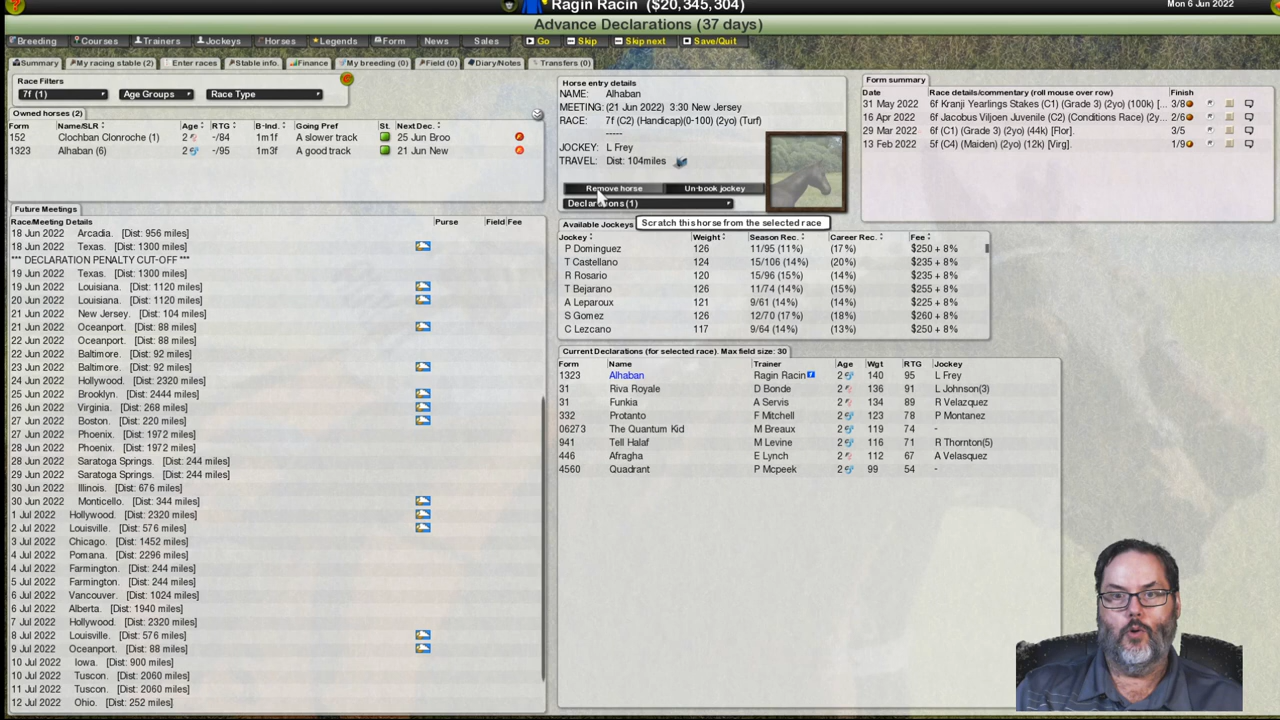 Ragin Racin ($20,345,304)
Mon 6 Jun 2022
Advance Declarations (37 days)
Breeding Courses Trainers Jockeys Horses Legends Form News Sales Go Skip Skip next Save/Quit
Summary My racing stable (2) Enter races Stable info. Finance My breeding (0) Field (0) Diary/Notes Transfers (0)
Race Filters
7f (1) Age Groups Race Type
Owned horses (2)
Form Name/SLR Age RTG B-Ind. Going Pref St. Next Dec.
152 Clochban Clonroche (1) 2 -/84 1m1f A slower track 25 Jun Broo
1323 Alhaban (6) 2 -/95 1m3f A good track 21 Jun New
Future Meetings
Race/Meeting Details Purse Field Fee
18 Jun 2022 Arcadia. [Dist: 956 miles]
18 Jun 2022 Texas. [Dist: 1300 miles]
*** DECLARATION PENALTY CUT-OFF ***
19 Jun 2022 Texas. [Dist: 1300 miles]
19 Jun 2022 Louisiana. [Dist: 1120 miles]
20 Jun 2022 Louisiana. [Dist: 1120 miles]
21 Jun 2022 New Jersey. [Dist: 104 miles]
21 Jun 2022 Oceanport. [Dist: 88 miles]
22 Jun 2022 Oceanport. [Dist: 88 miles]
22 Jun 2022 Baltimore. [Dist: 92 miles]
23 Jun 2022 Baltimore. [Dist: 92 miles]
24 Jun 2022 Hollywood. [Dist: 2320 miles]
25 Jun 2022 Brooklyn. [Dist: 2444 miles]
26 Jun 2022 Virginia. [Dist: 268 miles]
27 Jun 2022 Boston. [Dist: 220 miles]
27 Jun 2022 Phoenix. [Dist: 1972 miles]
28 Jun 2022 Phoenix. [Dist: 1972 miles]
28 Jun 2022 Saratoga Springs. [Dist: 244 miles]
29 Jun 2022 Saratoga Springs. [Dist: 244 miles]
30 Jun 2022 Illinois. [Dist: 676 miles]
30 Jun 2022 Monticello. [Dist: 344 miles]
1 Jul 2022 Hollywood. [Dist: 2320 miles]
2 Jul 2022 Louisville. [Dist: 576 miles]
3 Jul 2022 Chicago. [Dist: 1452 miles]
4 Jul 2022 Pomana. [Dist: 2296 miles]
4 Jul 2022 Farmington. [Dist: 244 miles]
5 Jul 2022 Farmington. [Dist: 244 miles]
6 Jul 2022 Vancouver. [Dist: 1024 miles]
6 Jul 2022 Alberta. [Dist: 1940 miles]
7 Jul 2022 Hollywood. [Dist: 2320 miles]
8 Jul 2022 Louisville. [Dist: 576 miles]
9 Jul 2022 Oceanport. [Dist: 88 miles]
10 Jul 2022 Iowa. [Dist: 900 miles]
10 Jul 2022 Tuscon. [Dist: 2060 miles]
11 Jul 2022 Tuscon. [Dist: 2060 miles]
12 Jul 2022 Ohio. [Dist: 252 miles]
Horse entry details
NAME: Alhaban
MEETING: (21 Jun 2022) 3:30 New Jersey
RACE: 7f (C2) (Handicap)(0-100) (2yo) (Turf)
-----
JOCKEY: L Frey
TRAVEL: Dist: 104miles
Remove horse Un-book jockey
Declarations (1)
Scratch this horse from the selected race
Available Jockeys
Jockey Weight Season Rec. Career Rec. Fee
P Dominguez 126 11/95 (11%) (17%) $250 + 8%
T Castellano 124 15/106 (14%) (20%) $235 + 8%
R Rosario 120 15/96 (15%) (14%) $235 + 8%
T Bejarano 126 11/74 (14%) (15%) $255 + 8%
A Leparoux 121 9/61 (14%) (14%) $225 + 8%
S Gomez 126 12/70 (17%) (18%) $260 + 8%
C Lezcano 117 9/64 (14%) (13%) $250 + 8%
Current Declarations (for selected race). Max field size: 30
Form Name Trainer Age Wgt RTG Jockey
1323 Alhaban Ragin Racin 2 140 95 L Frey
31 Riva Royale D Bonde 2 136 91 L Johnson(3)
31 Funkia A Servis 2 134 89 R Velazquez
332 Protanto F Mitchell 2 123 78 P Montanez
06273 The Quantum Kid M Breaux 2 119 74 -
941 Tell Halaf M Levine 2 116 71 R Thornton(5)
446 Afragha E Lynch 2 112 67 A Velasquez
4560 Quadrant P Mcpeek 2 99 54 -
Form summary
Date Race details/commentary (roll mouse over row) Finish
31 May 2022 6f Kranji Yearlings Stakes (C1) (Grade 3) (2yo) (100k) [... 3/8
16 Apr 2022 6f Jacobus Viljoen Juvenile (C2) (Conditions Race) (2y... 2/6
29 Mar 2022 6f (C1) (Grade 3) (2yo) (44k) [Flor]. 3/5
13 Feb 2022 5f (C4) (Maiden) (2yo) (12k) [Virg]. 1/9